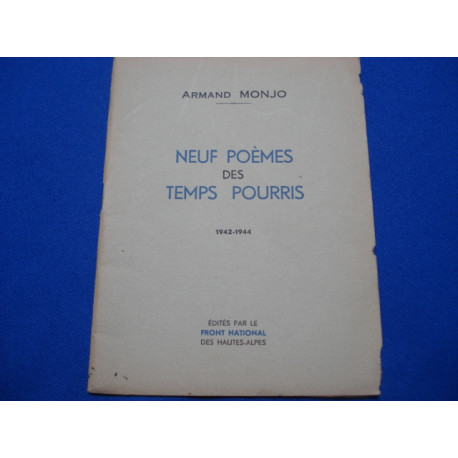 ARMAND MONJO
NEUF POÈMES
DES
TEMPS POURRIS
1942-1944
ÉDITÉS PAR LE
FRONT NATIONAL
DES HAUTES-ALPES